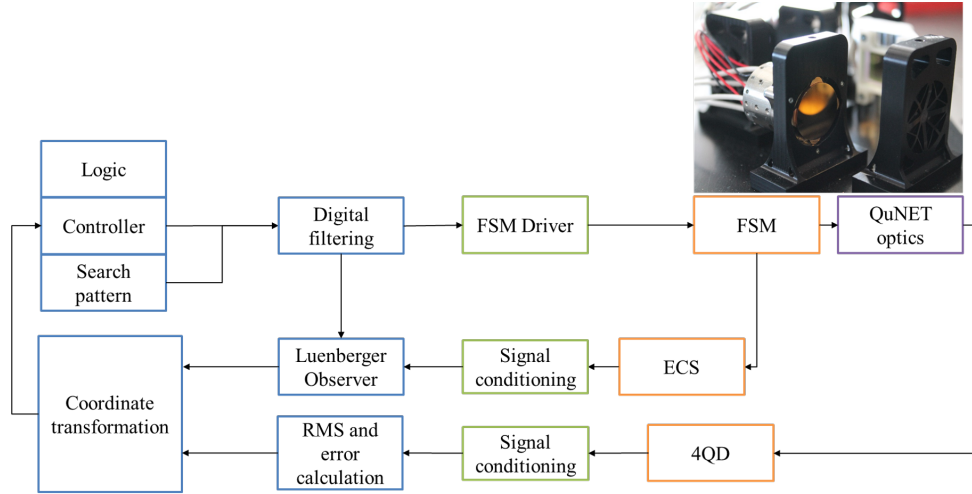 Logic
Controller
Search
pattern
Digital
filtering
FSM Driver
FSM
QuNET
optics
Coordinate
transformation
Luenberger
Observer
Signal
conditioning
ECS
RMS and
error
calculation
Signal
conditioning
4QD